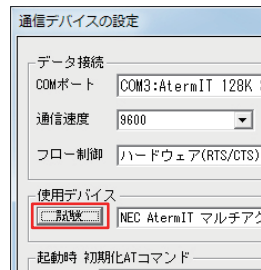 通信デバイスの設定
データ接続
COMポート COM3:AtermIT 128K
通信速度 9600
フロー制御 ハードウェア(RTS/CTS)
使用デバイス
試験 NEC AtermIT マルチアク
起動時 初期化ATコマンド